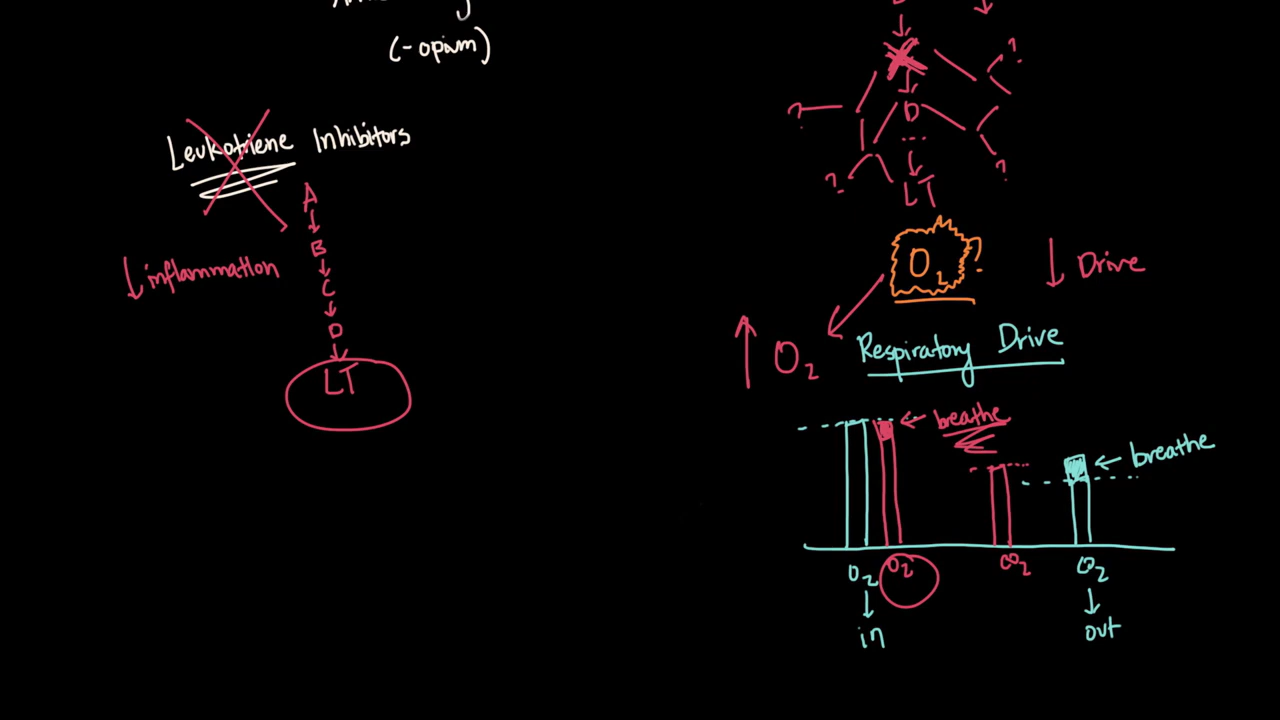 (-opium)
Leukotriene Inhibitors
A
B
C
D
LT
↓ inflammation
?
?
D
...
?
?
LT
O2?
↓ Drive
↑ O2
Respiratory Drive
← breathe
← breathe
O2
O2
CO2
CO2
in
out